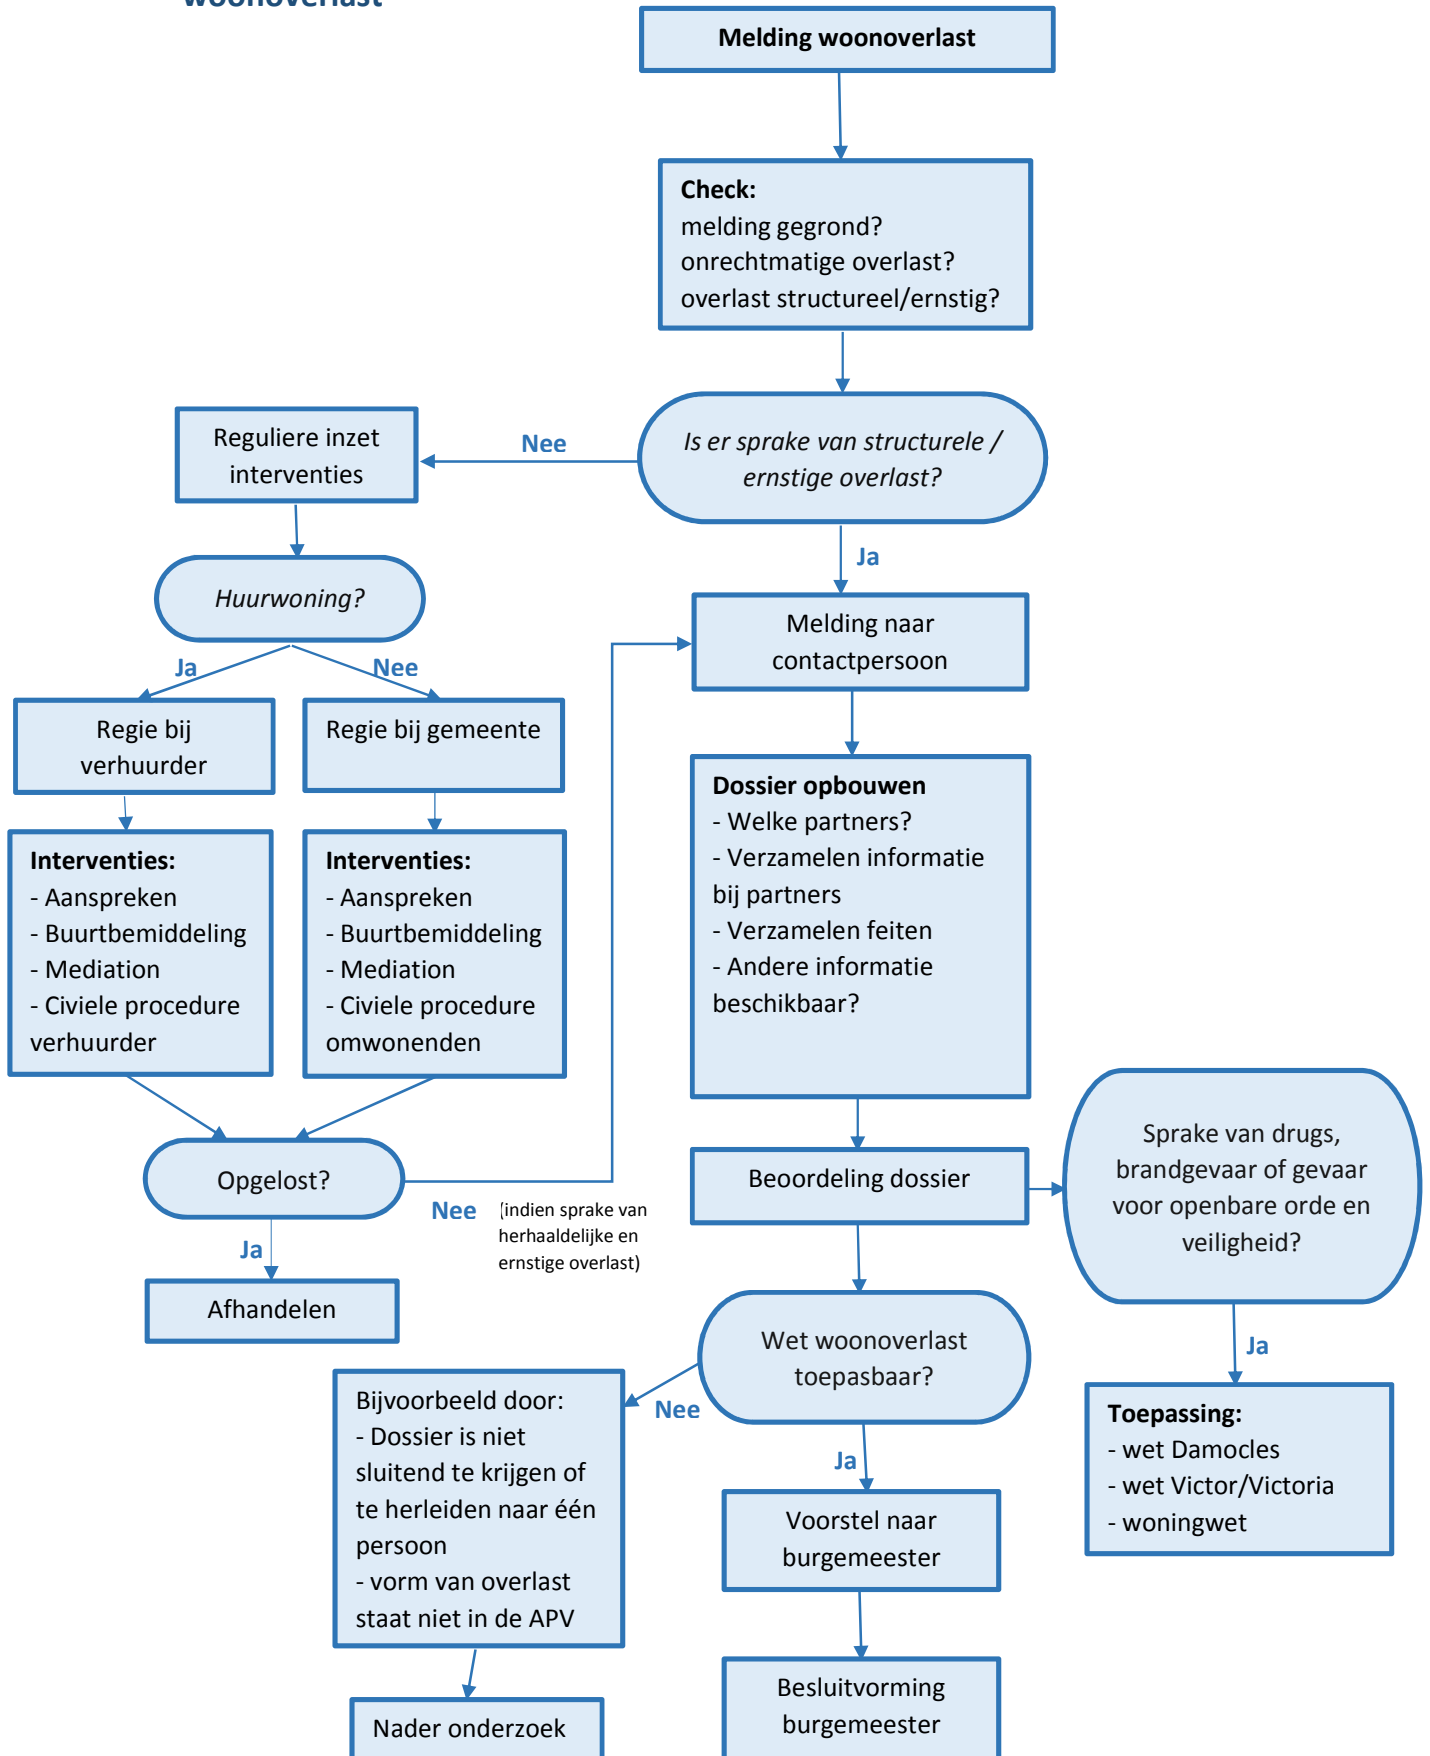 woonoverlast
Melding woonoverlast
Check:
melding gegrond?
onrechtmatige overlast?
overlast structureel/ernstig?
Is er sprake van structurele /
ernstige overlast?
Nee
Reguliere inzet
interventies
Ja
Huurwoning?
Ja
Nee
Melding naar
contactpersoon
Regie bij
verhuurder
Regie bij gemeente
Interventies:
- Aanspreken
- Buurtbemiddeling
- Mediation
- Civiele procedure
verhuurder
Interventies:
- Aanspreken
- Buurtbemiddeling
- Mediation
- Civiele procedure
omwonenden
Dossier opbouwen
- Welke partners?
- Verzamelen informatie
bij partners
- Verzamelen feiten
- Andere informatie
beschikbaar?
Opgelost?
Nee
(indien sprake van
herhaaldelijke en
ernstige overlast)
Ja
Afhandelen
Beoordeling dossier
Sprake van drugs,
brandgevaar of gevaar
voor openbare orde en
veiligheid?
Ja
Toepassing:
- wet Damocles
- wet Victor/Victoria
- woningwet
Wet woonoverlast
toepasbaar?
Nee
Bijvoorbeeld door:
- Dossier is niet
sluitend te krijgen of
te herleiden naar één
persoon
- vorm van overlast
staat niet in de APV
Nader onderzoek
Ja
Voorstel naar
burgemeester
Besluitvorming
burgemeester